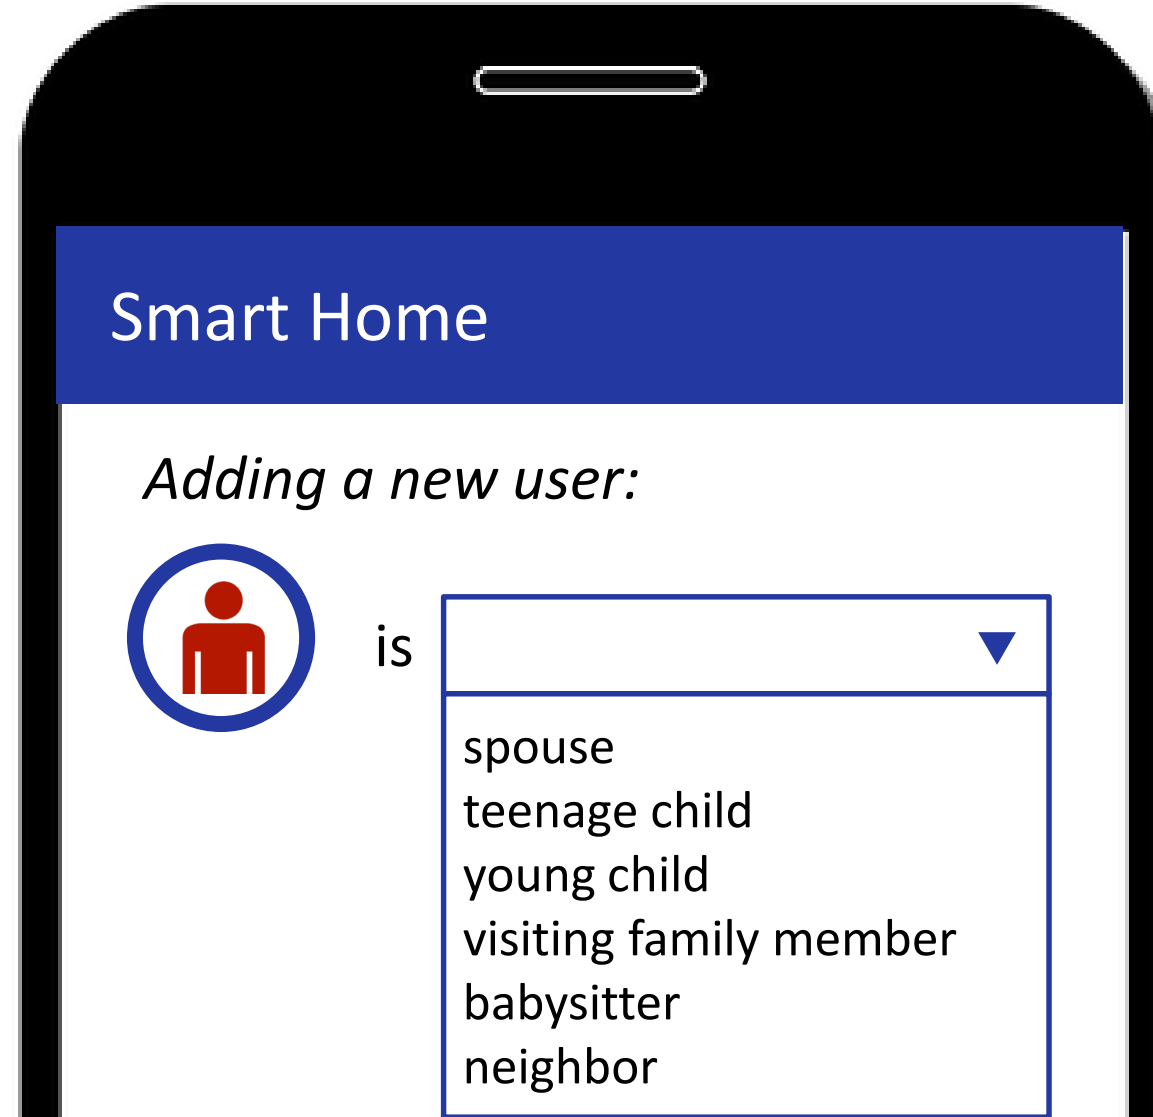 Smart Home
Adding a new user:
is
spouse
teenage child
young child
visiting family member
babysitter
neighbor